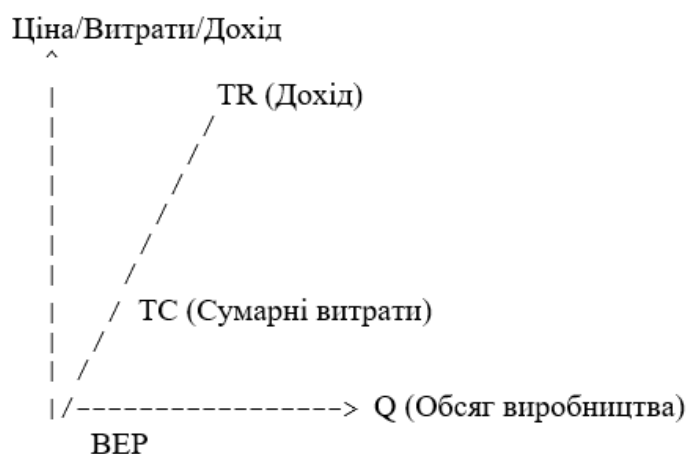 Ціна/Витрати/Дохід
^
|
| TR (Дохід)
| /
| /
| /
| /
| /
| /
| / TC (Сумарні витрати)
| /
| /
|/-----------------> Q (Обсяг виробництва)
BEP